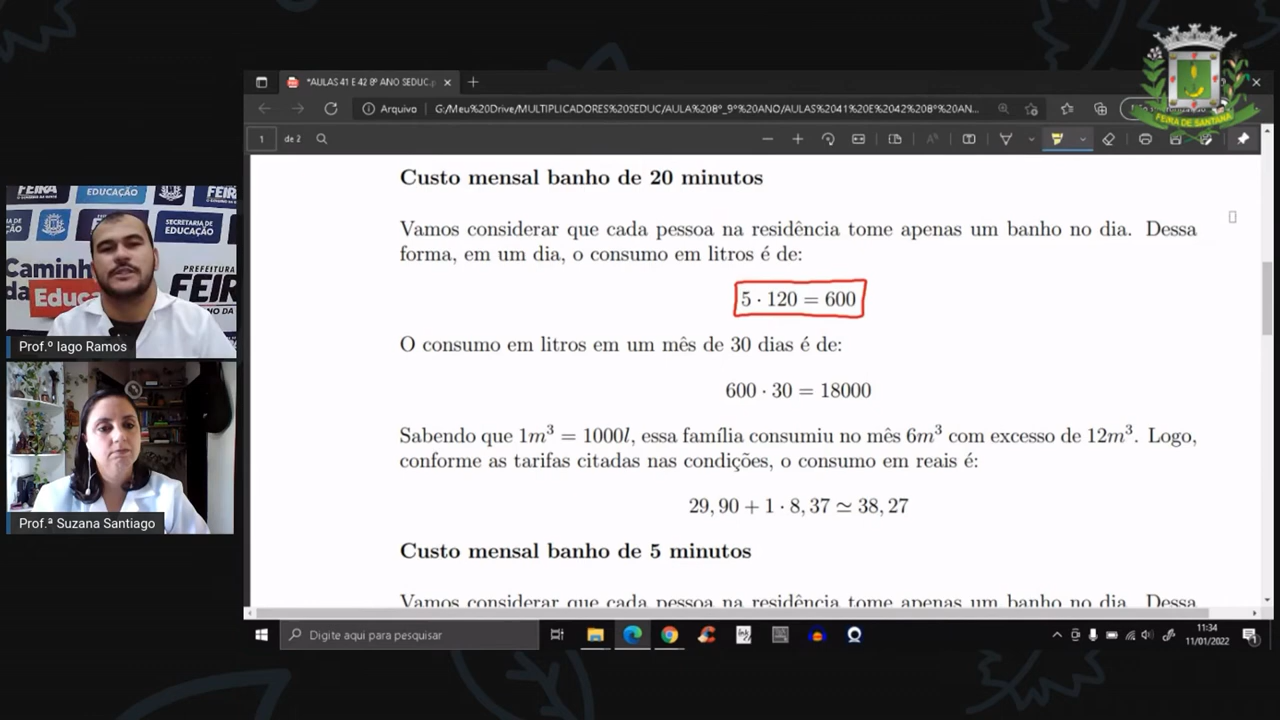 *AULAS 41 E 42 8º ANO SEDUC.p
Arquivo
G:/Meu%20Drive/MULTIPLICADORES%20SEDUC/AULA%208º_9º%20ANO/AULAS%2041%20E%2042%208º%20AN...
1
de 2
FEIRA DE SANTANA
Custo mensal banho de 20 minutos
Vamos considerar que cada pessoa na residência tome apenas um banho no dia. Dessa
forma, em um dia, o consumo em litros é de:
5 · 120 = 600
O consumo em litros em um mês de 30 dias é de:
600 · 30 = 18000
Sabendo que 1m³ = 1000l, essa família consumiu no mês 6m³ com excesso de 12m³. Logo,
conforme as tarifas citadas nas condições, o consumo em reais é:
29, 90 + 1 · 8, 37 ≃ 38, 27
Custo mensal banho de 5 minutos
Vamos considerar que cada pessoa na residência tome apenas um banho no dia. Dessa
FEIRA
EDUCAÇÃO
SECRETARIA DE
EDUCAÇÃO
Caminh
da
Educa
PREFEITURA
FEIR
Prof.º Iago Ramos
Prof.ª Suzana Santiago
Digite aqui para pesquisar
11:34
11/01/2022